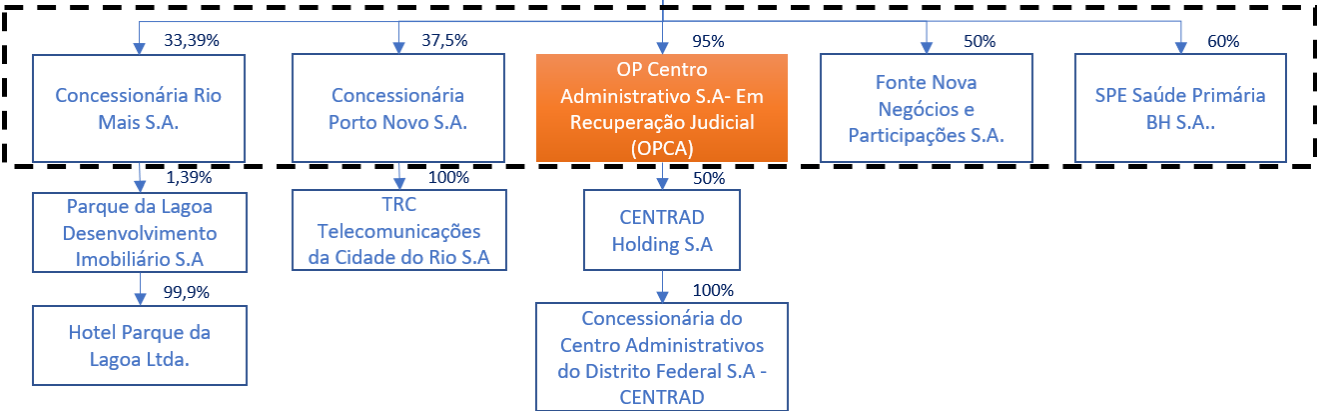 33,39%
37,5%
95%
50%
60%
Concessionária Rio
Mais S.A.
Concessionária
Porto Novo S.A.
OP Centro
Administrativo S.A- Em
Recuperação Judicial
(OPCA)
Fonte Nova
Negócios e
Participações S.A.
SPE Saúde Primária
BH S.A..
1,39%
100%
50%
Parque da Lagoa
Desenvolvimento
Imobiliário S.A
TRC
Telecomunicações
da Cidade do Rio S.A
CENTRAD
Holding S.A
99,9%
100%
Hotel Parque da
Lagoa Ltda.
Concessionária do
Centro Administrativos
do Distrito Federal S.A -
CENTRAD